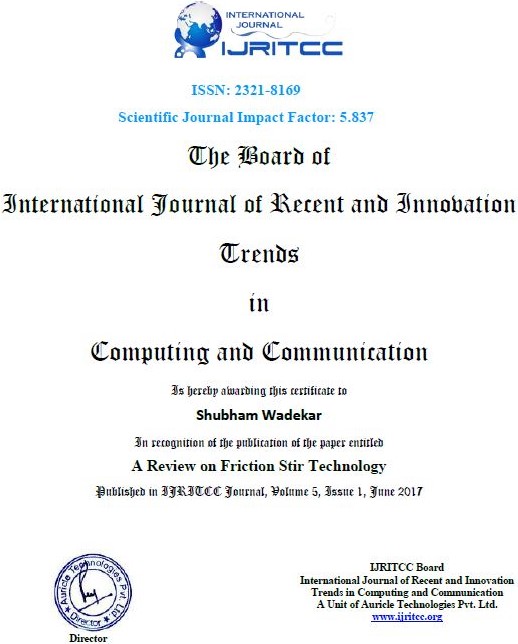 INTERNATIONAL
JOURNAL
IJRITCC
ISSN: 2321-8169
Scientific Journal Impact Factor: 5.837
The Board of
International Journal of Recent and Innovation
Trends
in
Computing and Communication
Is hereby awarding this certificate to
Shubham Wadekar
In recognition of the publication of the paper entitled
A Review on Friction Stir Technology
Published in IJRITCC Journal, Volume 5, Issue 1, June 2017
Auricle Technologies Pvt. Ltd.
Director
Director
IJRITCC Board
International Journal of Recent and Innovation
Trends in Computing and Communication
A Unit of Auricle Technologies Pvt. Ltd.
www.ijritcc.org